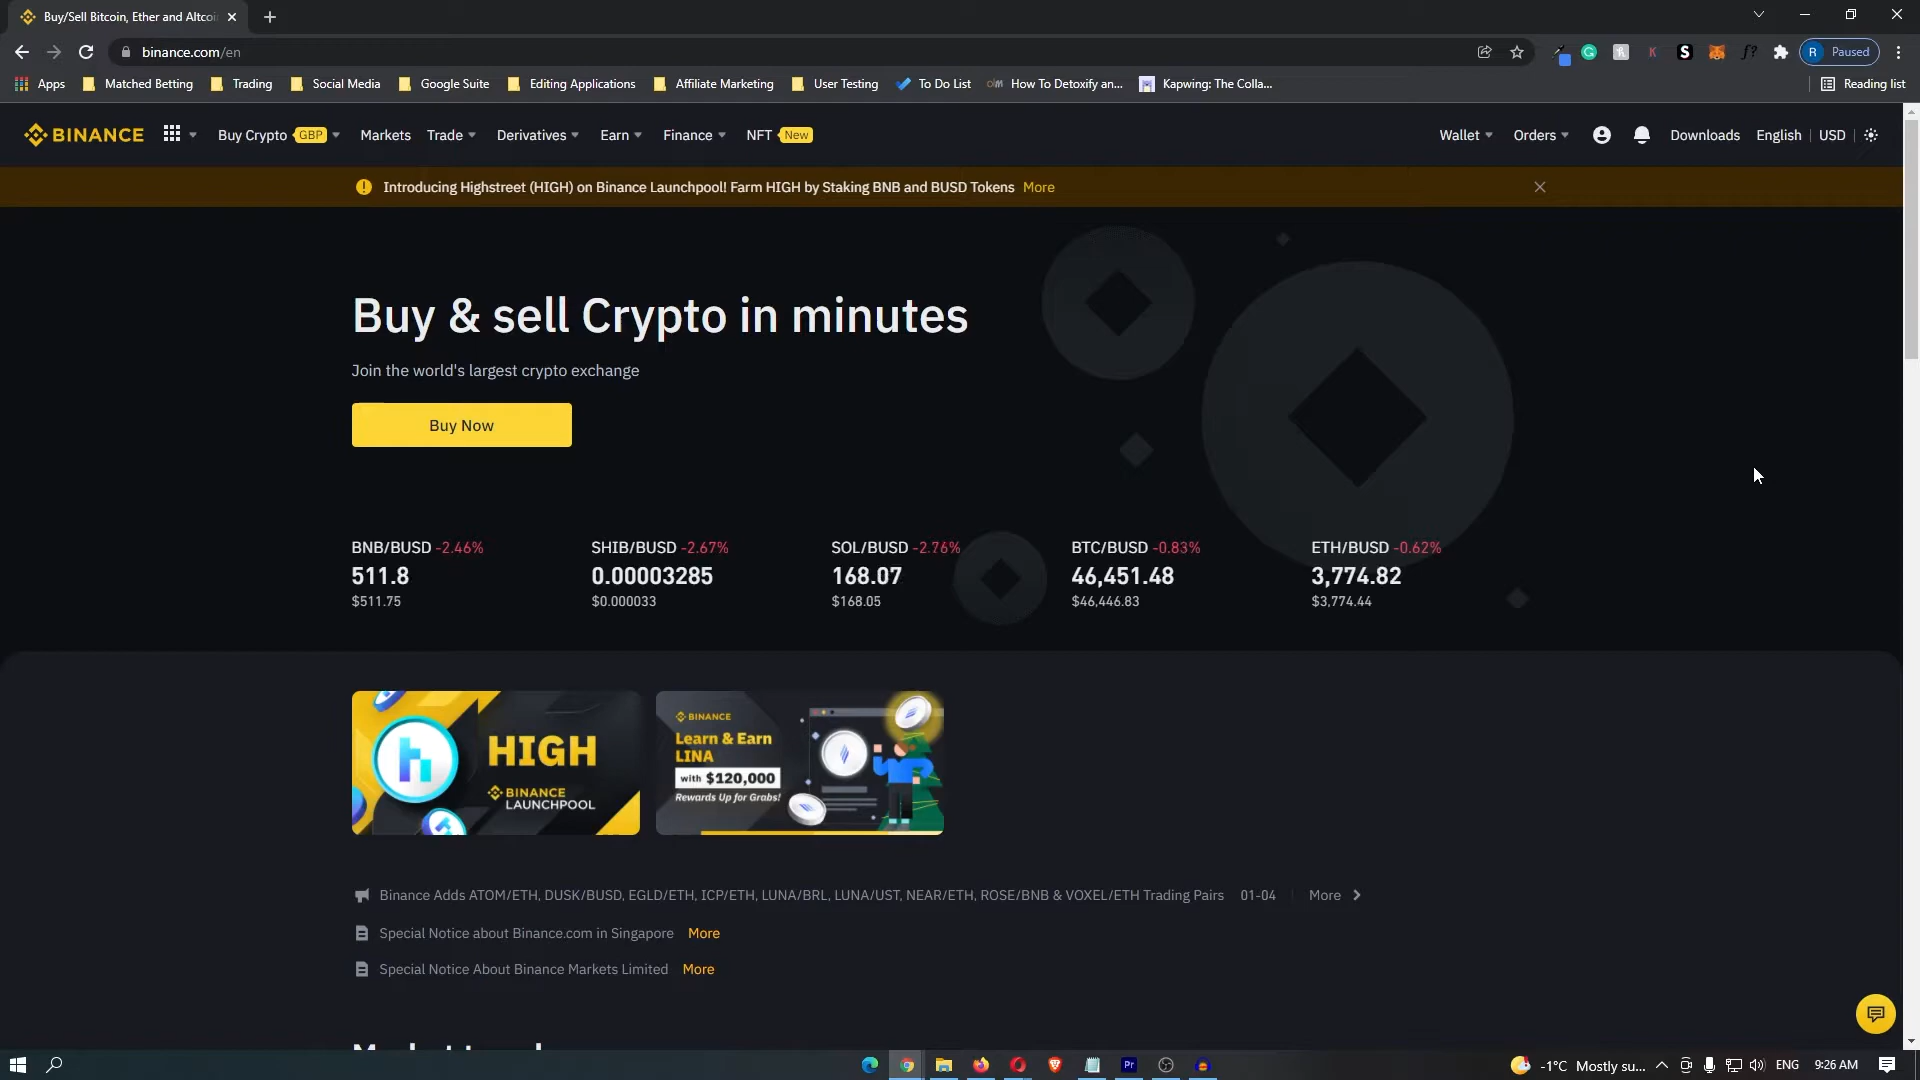 Buy/Sell Bitcoin, Ether and Altcoi
binance.com/en
R Paused
Apps Matched Betting Trading Social Media Google Suite Editing Applications Affiliate Marketing User Testing To Do List How To Detoxify an... Kapwing: The Colla... Reading list
BINANCE Buy Crypto GBP Markets Trade Derivatives Earn Finance NFT New Wallet Orders Downloads English USD
Introducing Highstreet (HIGH) on Binance Launchpool! Farm HIGH by Staking BNB and BUSD Tokens More
Buy & sell Crypto in minutes
Join the world's largest crypto exchange
Buy Now
BNB/BUSD -2.46% SHIB/BUSD -2.67% SOL/BUSD -2.76% BTC/BUSD -0.83% ETH/BUSD -0.62%
511.8 0.00003285 168.07 46,451.48 3,774.82
$511.75 $0.000033 $168.05 $46,446.83 $3,774.44
HIGH
BINANCE
LAUNCHPOOL
BINANCE
Learn & Earn
LINA
with $120,000
Rewards Up for Grabs!
Binance Adds ATOM/ETH, DUSK/BUSD, EGLD/ETH, ICP/ETH, LUNA/BRL, LUNA/UST, NEAR/ETH, ROSE/BNB & VOXEL/ETH Trading Pairs 01-04 More
Special Notice about Binance.com in Singapore More
Special Notice About Binance Markets Limited More
-1°C Mostly su... ENG 9:26 AM